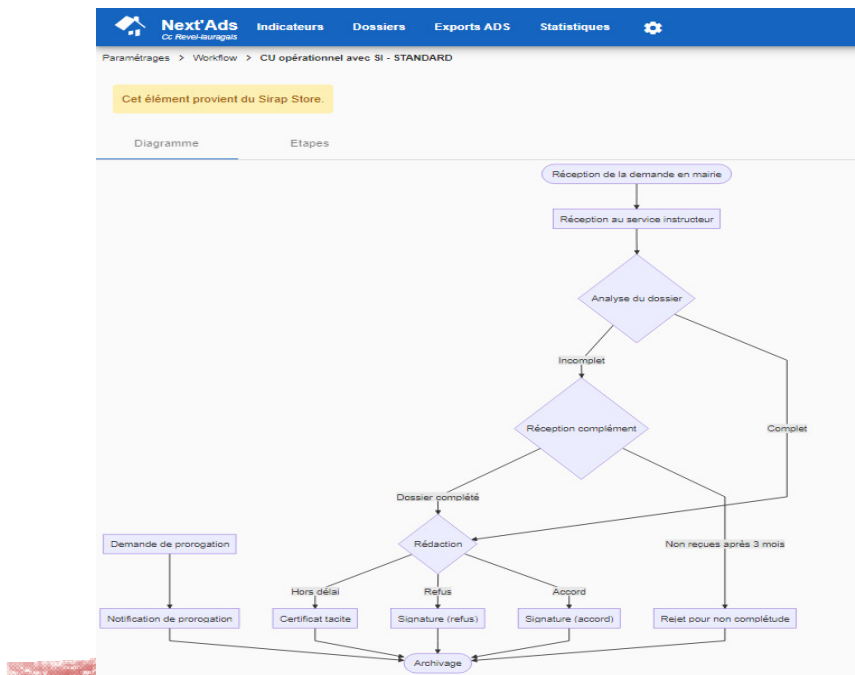 Next'Ads Indicateurs Dossiers Exports ADS Statistiques
Cc Revel-lauragais
Paramétrages > Workflow > CU opérationnel avec SI - STANDARD
Cet élément provient du Sirap Store.
Diagramme Etapes
Réception de la demande en mairie
Réception au service instructeur
Analyse du dossier
Incomplet
Réception complément
Complet
Dossier complété
Demande de prorogation
Rédaction
Non reçues après 3 mois
Hors délai
Refus
Accord
Notification de prorogation
Certificat tacite
Signature (refus)
Signature (accord)
Rejet pour non complétude
Archivage